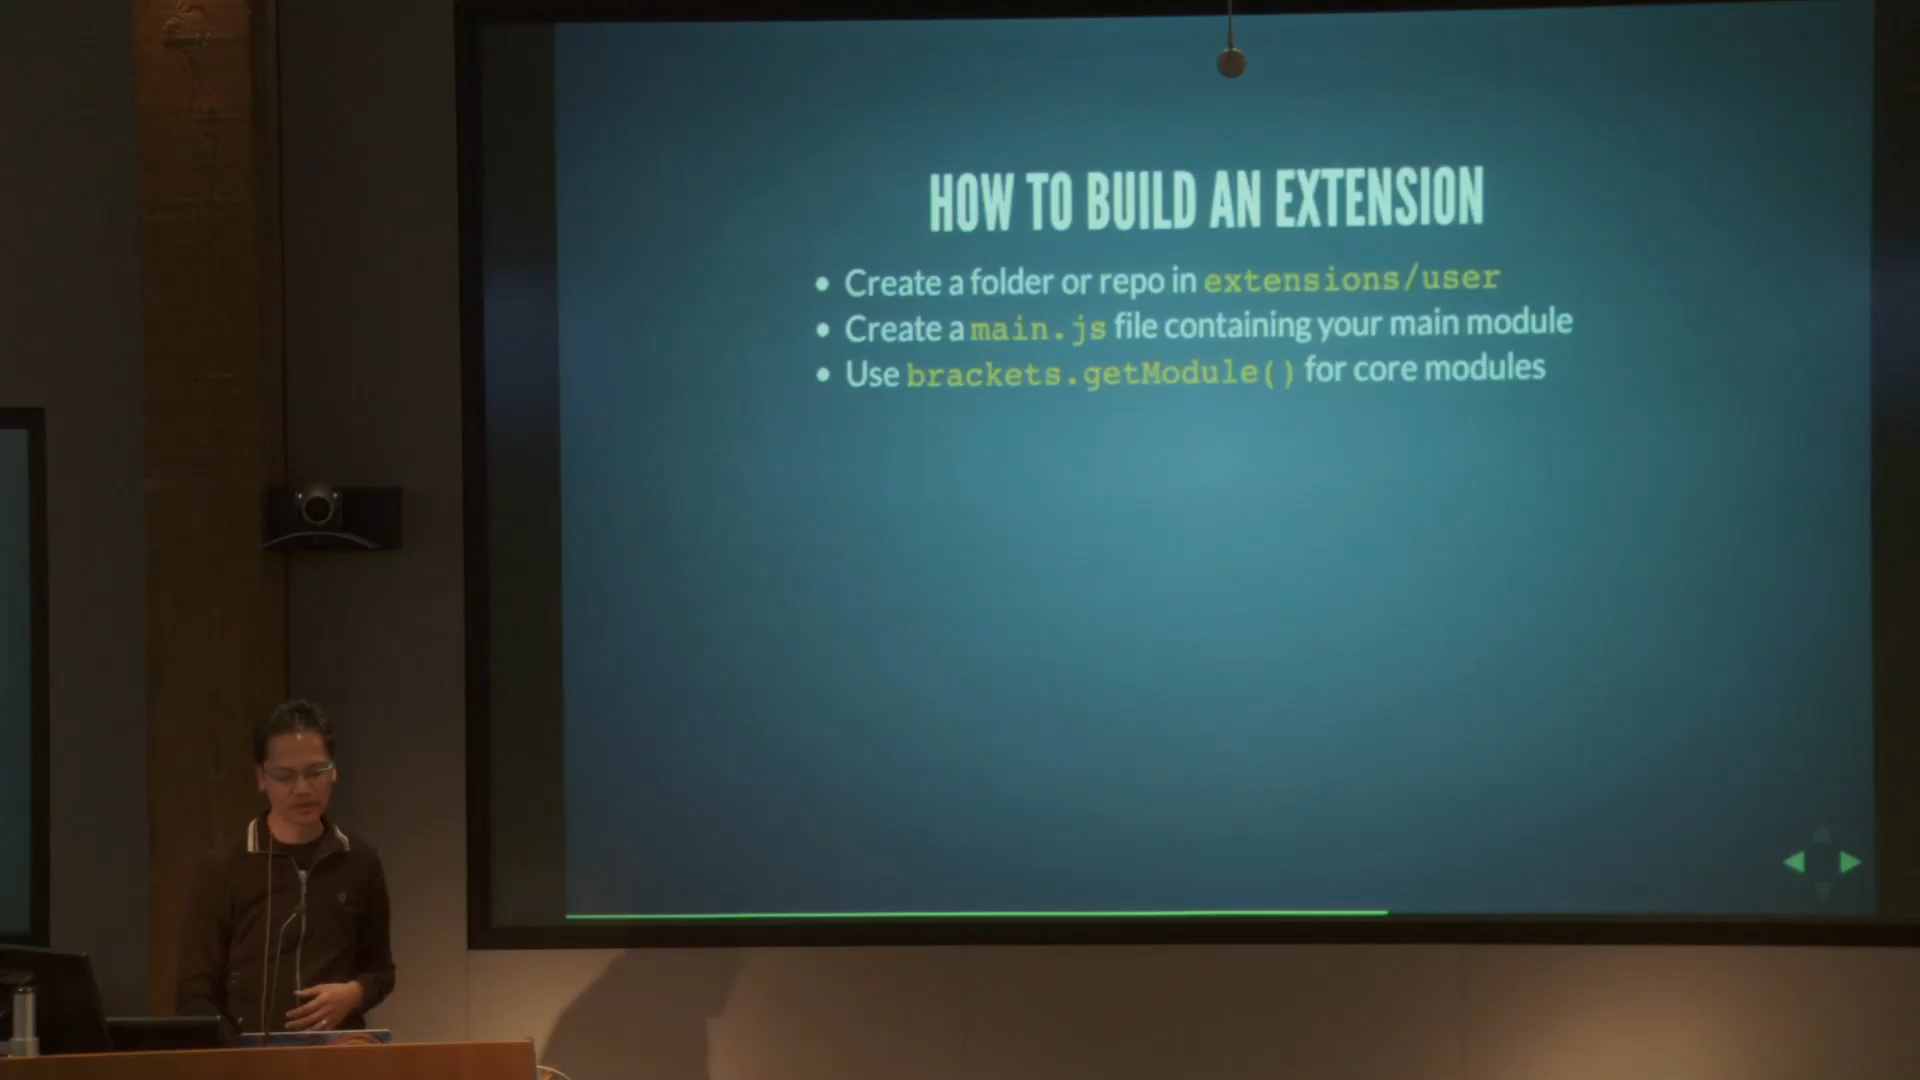 HOW TO BUILD AN EXTENSION
• Create a folder or repo in extensions/user
• Create a main.js file containing your main module
• Use brackets.getModule() for core modules